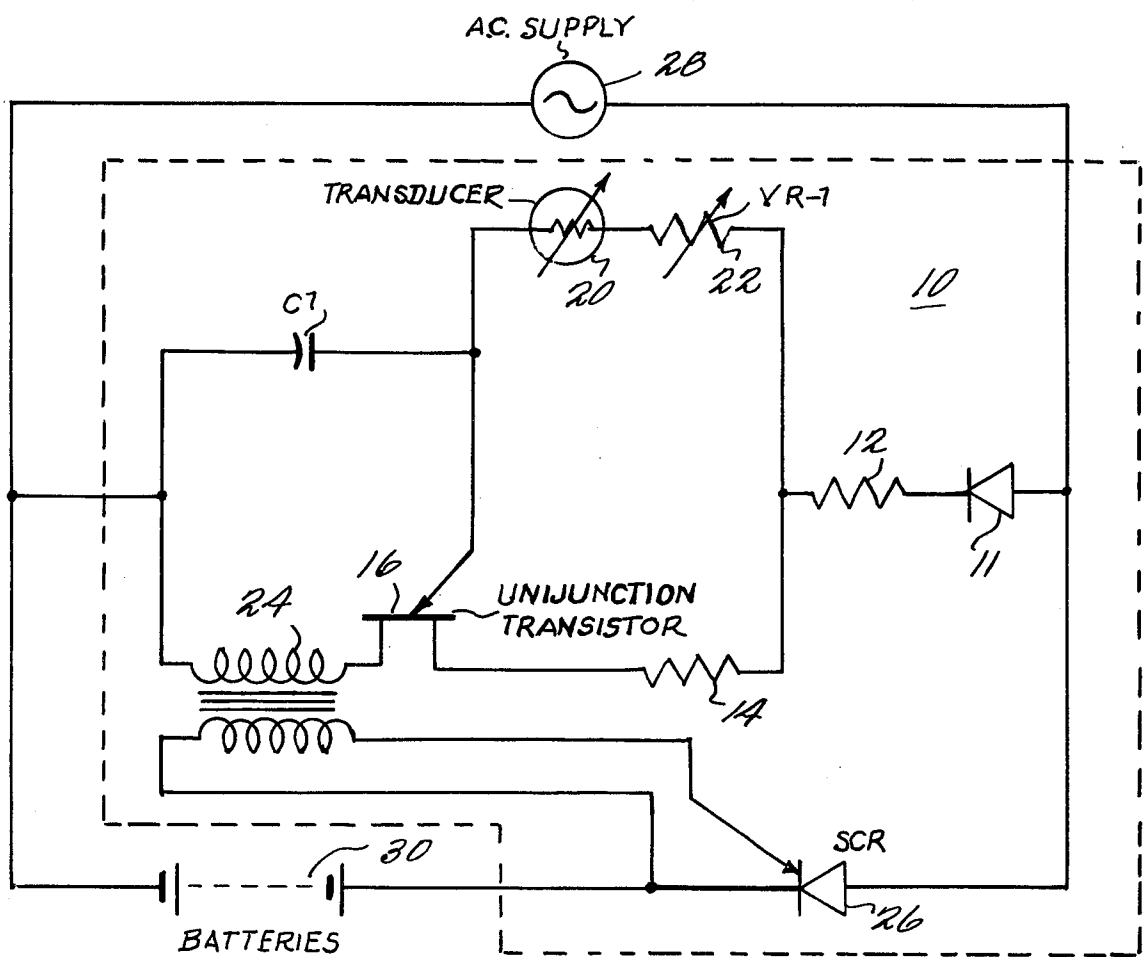 A.C. SUPPLY
28
TRANSDUCER
VR-1
20
22
10
C1
12
11
16
24
UNIJUNCTION
TRANSISTOR
14
30
SCR
26
BATTERIES